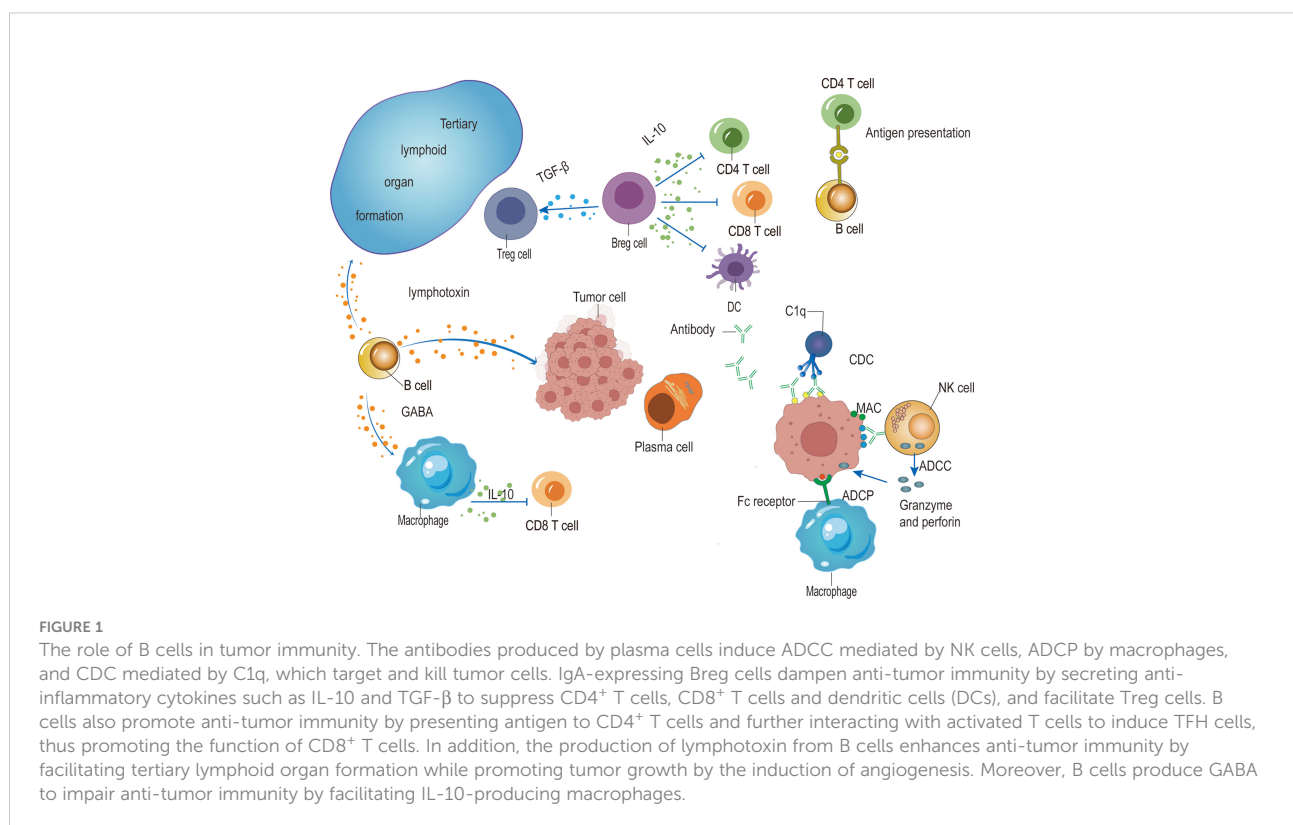 CD4 T cell
Tertiary
lymphoid
organ
formation
IL-10
Antigen presentation
TGF-β
CD4 T cell
CD8 T cell
B cell
Treg cell
Breg cell
DC
lymphotoxin
Tumor cell
C1q
Antibody
CDC
B cell
GABA
NK cell
MAC
Plasma cell
ADCC
IL-10
Fc receptor
ADCP
Granzyme
and perforin
Macrophage
CD8 T cell
Macrophage
FIGURE 1
The role of B cells in tumor immunity. The antibodies produced by plasma cells induce ADCC mediated by NK cells, ADCP by macrophages,
and CDC mediated by C1q, which target and kill tumor cells. IgA-expressing Breg cells dampen anti-tumor immunity by secreting anti-
inflammatory cytokines such as IL-10 and TGF-β to suppress CD4⁺ T cells, CD8⁺ T cells and dendritic cells (DCs), and facilitate Treg cells. B
cells also promote anti-tumor immunity by presenting antigen to CD4⁺ T cells and further interacting with activated T cells to induce TFH cells,
thus promoting the function of CD8⁺ T cells. In addition, the production of lymphotoxin from B cells enhances anti-tumor immunity by
facilitating tertiary lymphoid organ formation while promoting tumor growth by the induction of angiogenesis. Moreover, B cells produce GABA
to impair anti-tumor immunity by facilitating IL-10-producing macrophages.